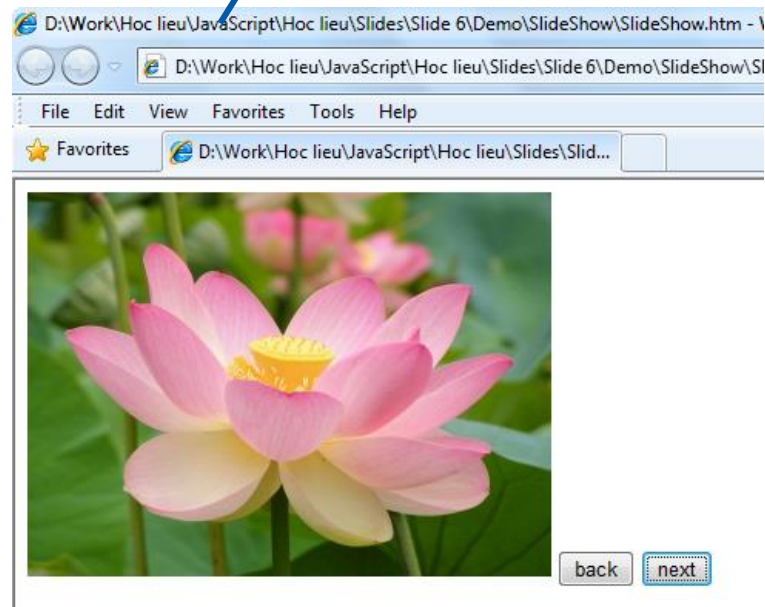 D:\Work\Hoc lieu\JavaScript\Hoc lieu\Slides\Slide 6\Demo\SlideShow\SlideShow.htm -
D:\Work\Hoc lieu\JavaScript\Hoc lieu\Slides\Slide 6\Demo\SlideShow\
File Edit View Favorites Tools Help
Favorites D:\Work\Hoc lieu\JavaScript\Hoc lieu\Slides\Slid...
back next